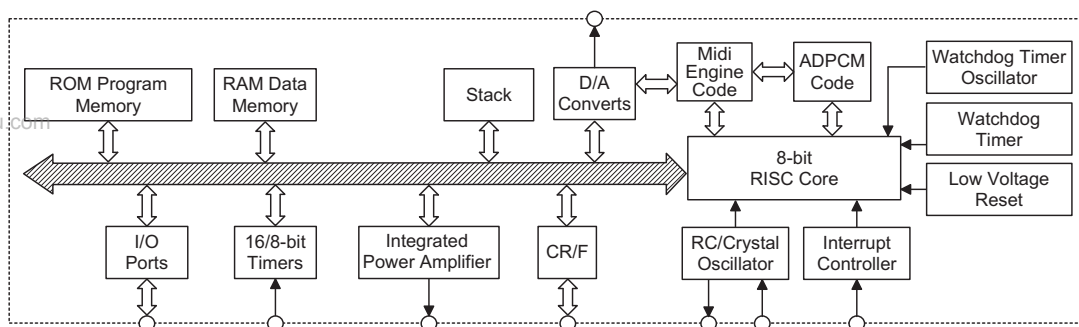 ROM Program
Memory
RAM Data
Memory
Stack
D/A
Converts
Midi
Engine
Code
ADPCM
Code
Watchdog Timer
Oscillator
Watchdog
Timer
Low Voltage
Reset
8-bit
RISC Core
I/O
Ports
16/8-bit
Timers
Integrated
Power Amplifier
CR/F
RC/Crystal
Oscillator
Interrupt
Controller
u.com